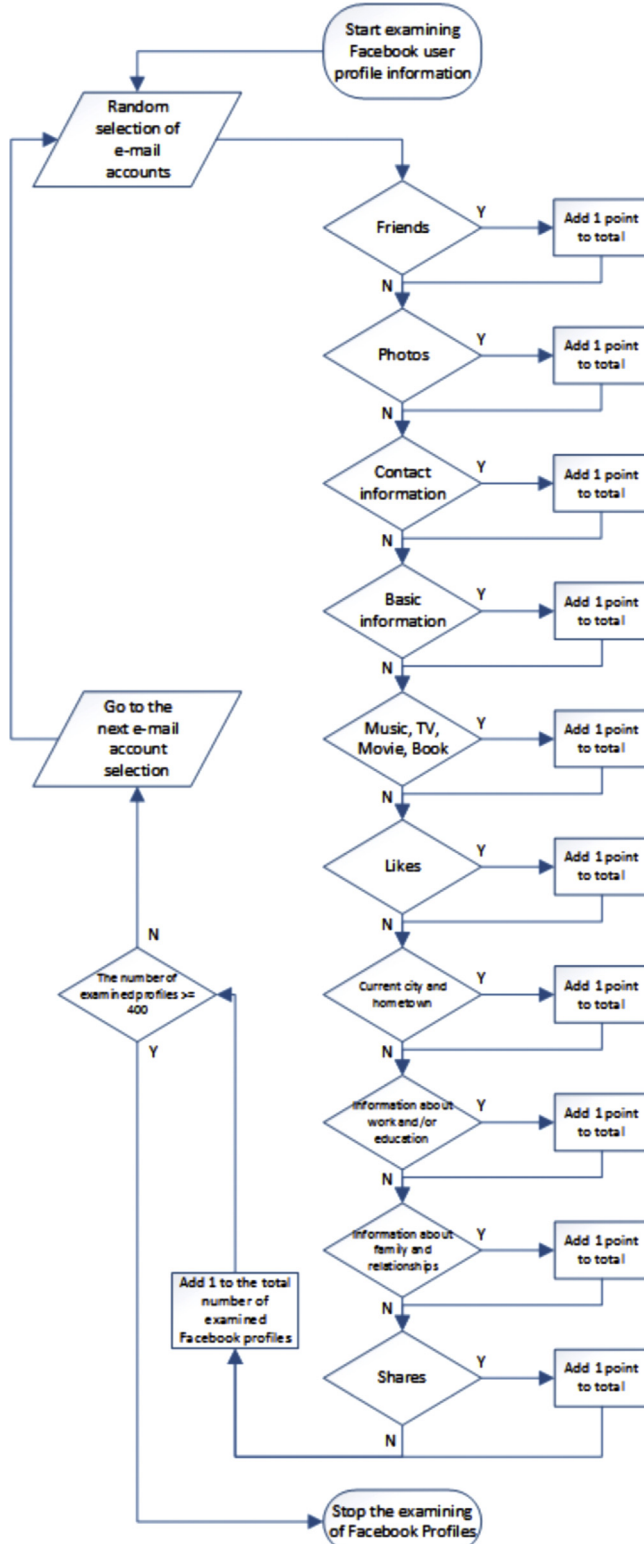 Start examining
Facebook user
profile information
Random
selection of
e-mail
accounts
Friends
Y
Add 1 point
to total
N
Photos
Y
Add 1 point
to total
N
Contact
information
Y
Add 1 point
to total
N
Basic
information
Y
Add 1 point
to total
N
Music, TV,
Movie, Book
Y
Add 1 point
to total
N
Likes
Y
Add 1 point
to total
N
Current city and
hometown
Y
Add 1 point
to total
N
Information about
work and/or
education
Y
Add 1 point
to total
N
Information about
family and
relationships
Y
Add 1 point
to total
N
Shares
Y
Add 1 point
to total
N
Add 1 to the total
number of
examined
Facebook profiles
The number of
examined profiles >=
400
N
Y
Go to the
next e-mail
account
selection
Stop the examining
of Facebook Profiles